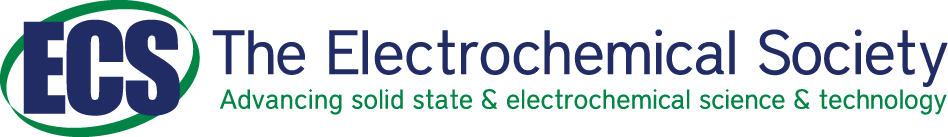 ECS The Electrochemical Society
Advancing solid state & electrochemical science & technology